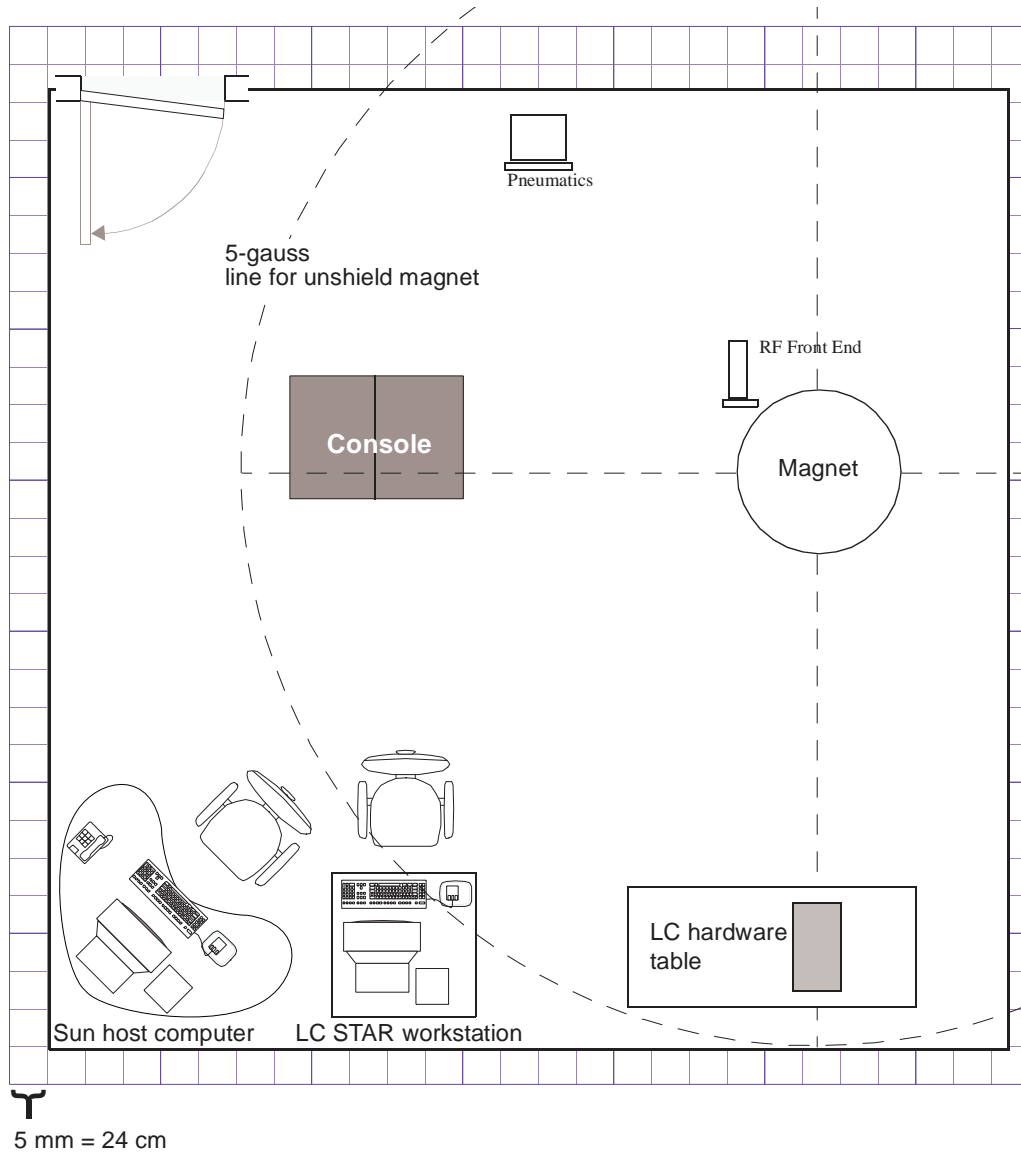 Pneumatics
5-gauss
line for unshield magnet
RF Front End
Console
Magnet
LC hardware
table
Sun host computer
LC STAR workstation
5 mm = 24 cm